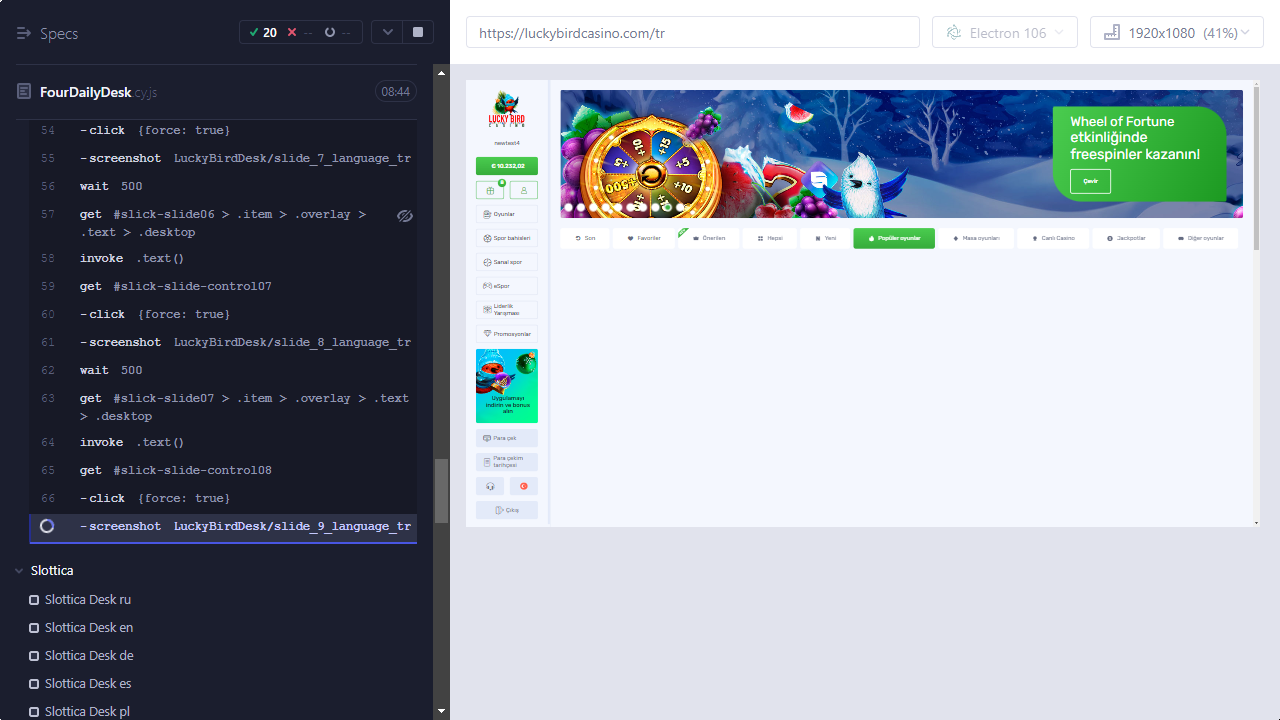 Specs
20
--
--
FourDailyDesk.cy.js
08:44
54 -click {force: true}
55 -screenshot LuckyBirdDesk/slide_7_language_tr
56 wait 500
57 get #slick-slide06 > .item > .overlay >
.text > .desktop
58 invoke .text()
59 get #slick-slide-control07
60 -click {force: true}
61 -screenshot LuckyBirdDesk/slide_8_language_tr
62 wait 500
63 get #slick-slide07 > .item > .overlay > .text
> .desktop
64 invoke .text()
65 get #slick-slide-control08
66 -click {force: true}
-screenshot LuckyBirdDesk/slide_9_language_tr
Slottica
Slottica Desk ru
Slottica Desk en
Slottica Desk de
Slottica Desk es
Slottica Desk pl
https://luckybirdcasino.com/tr
Electron 106
1920x1080 (41%)
LUCKY BIRD
CASINO
newtest4
€ 10.232,02
Oyunlar
Spor bahisleri
Sanal spor
eSpor
Liderlik
Yarışması
Promosyonlar
Uygulamayı
indirin ve bonus
alın
Para çek
Para çekim
tarihçesi
Çıkış
Wheel of Fortune
etkinliğinde
freespinler kazanın!
Çevir
Son
Favoriler
Önerilen
Hepsi
Yeni
Popüler oyunlar
Masa oyunları
Canlı Casino
Jackpotlar
Diğer oyunlar